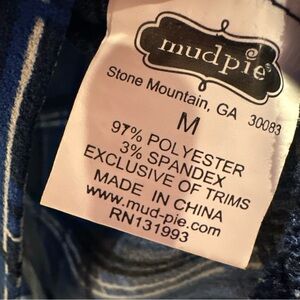 mudpie
Stone Mountain, GA 30083
M
97% POLYESTER
3% SPANDEX
EXCLUSIVE OF TRIMS
MADE IN CHINA
www.mud-pie.com
RN131993